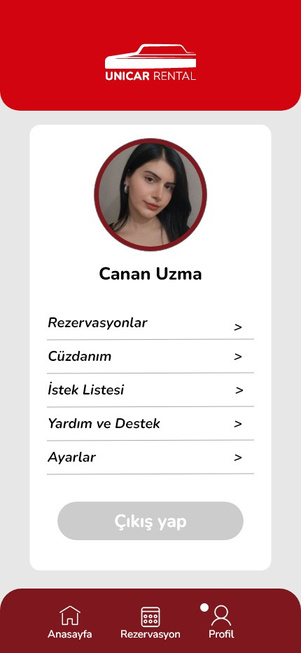 UNICAR RENTAL
Canan Uzma
Rezervasyonlar >
Cüzdanım >
İstek Listesi >
Yardım ve Destek >
Ayarlar >
Çıkış yap
Anasayfa Rezervasyon Profil